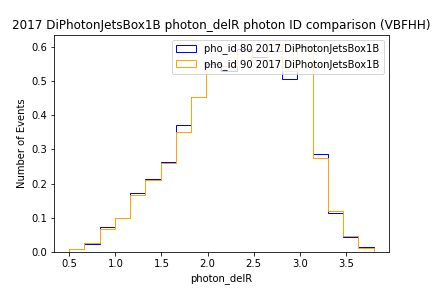 2017 DiPhotonJetsBox1B photon_delR photon ID comparison (VBFHH)
pho_id 80 2017 DiPhotonJetsBox1B
pho_id 90 2017 DiPhotonJetsBox1B
Number of Events
0.6
0.5
0.4
0.3
0.2
0.1
0.0
0.5 1.0 1.5 2.0 2.5 3.0 3.5
photon_delR